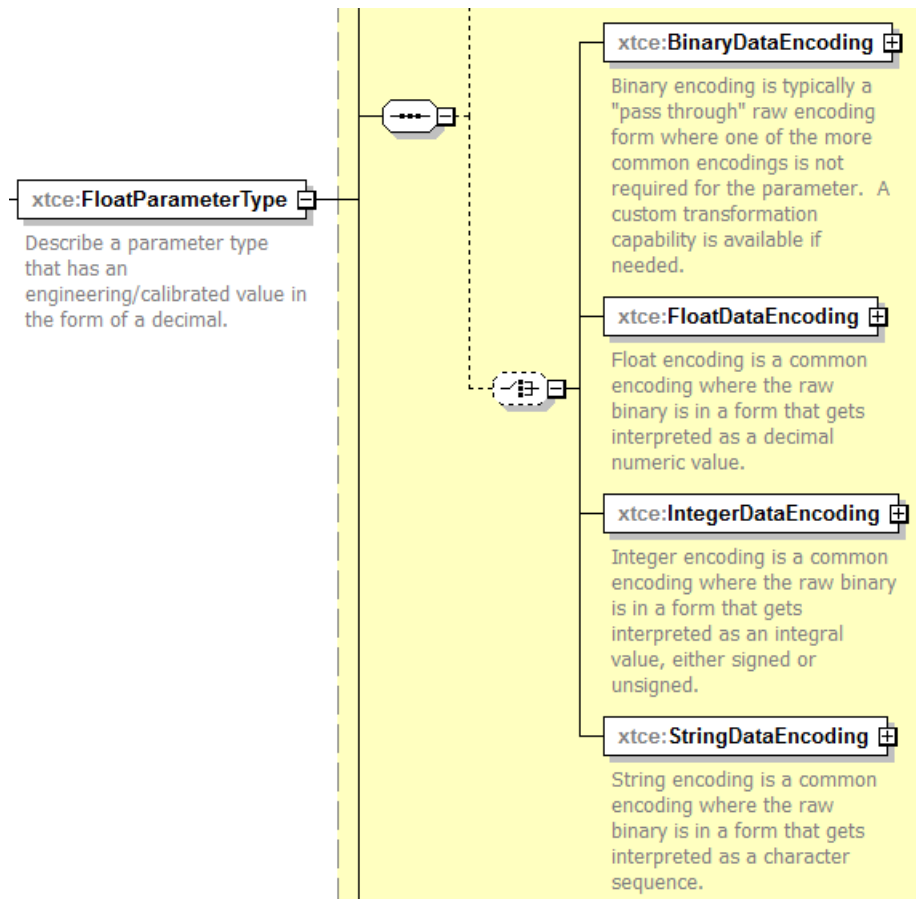 xtce:BinaryDataEncoding
Binary encoding is typically a
"pass through" raw encoding
form where one of the more
common encodings is not
required for the parameter.  A
custom transformation
capability is available if
needed.
xtce:FloatParameterType
Describe a parameter type
that has an
engineering/calibrated value in
the form of a decimal.
xtce:FloatDataEncoding
Float encoding is a common
encoding where the raw
binary is in a form that gets
interpreted as a decimal
numeric value.
xtce:IntegerDataEncoding
Integer encoding is a common
encoding where the raw binary
is in a form that gets
interpreted as an integral
value, either signed or
unsigned.
xtce:StringDataEncoding
String encoding is a common
encoding where the raw
binary is in a form that gets
interpreted as a character
sequence.